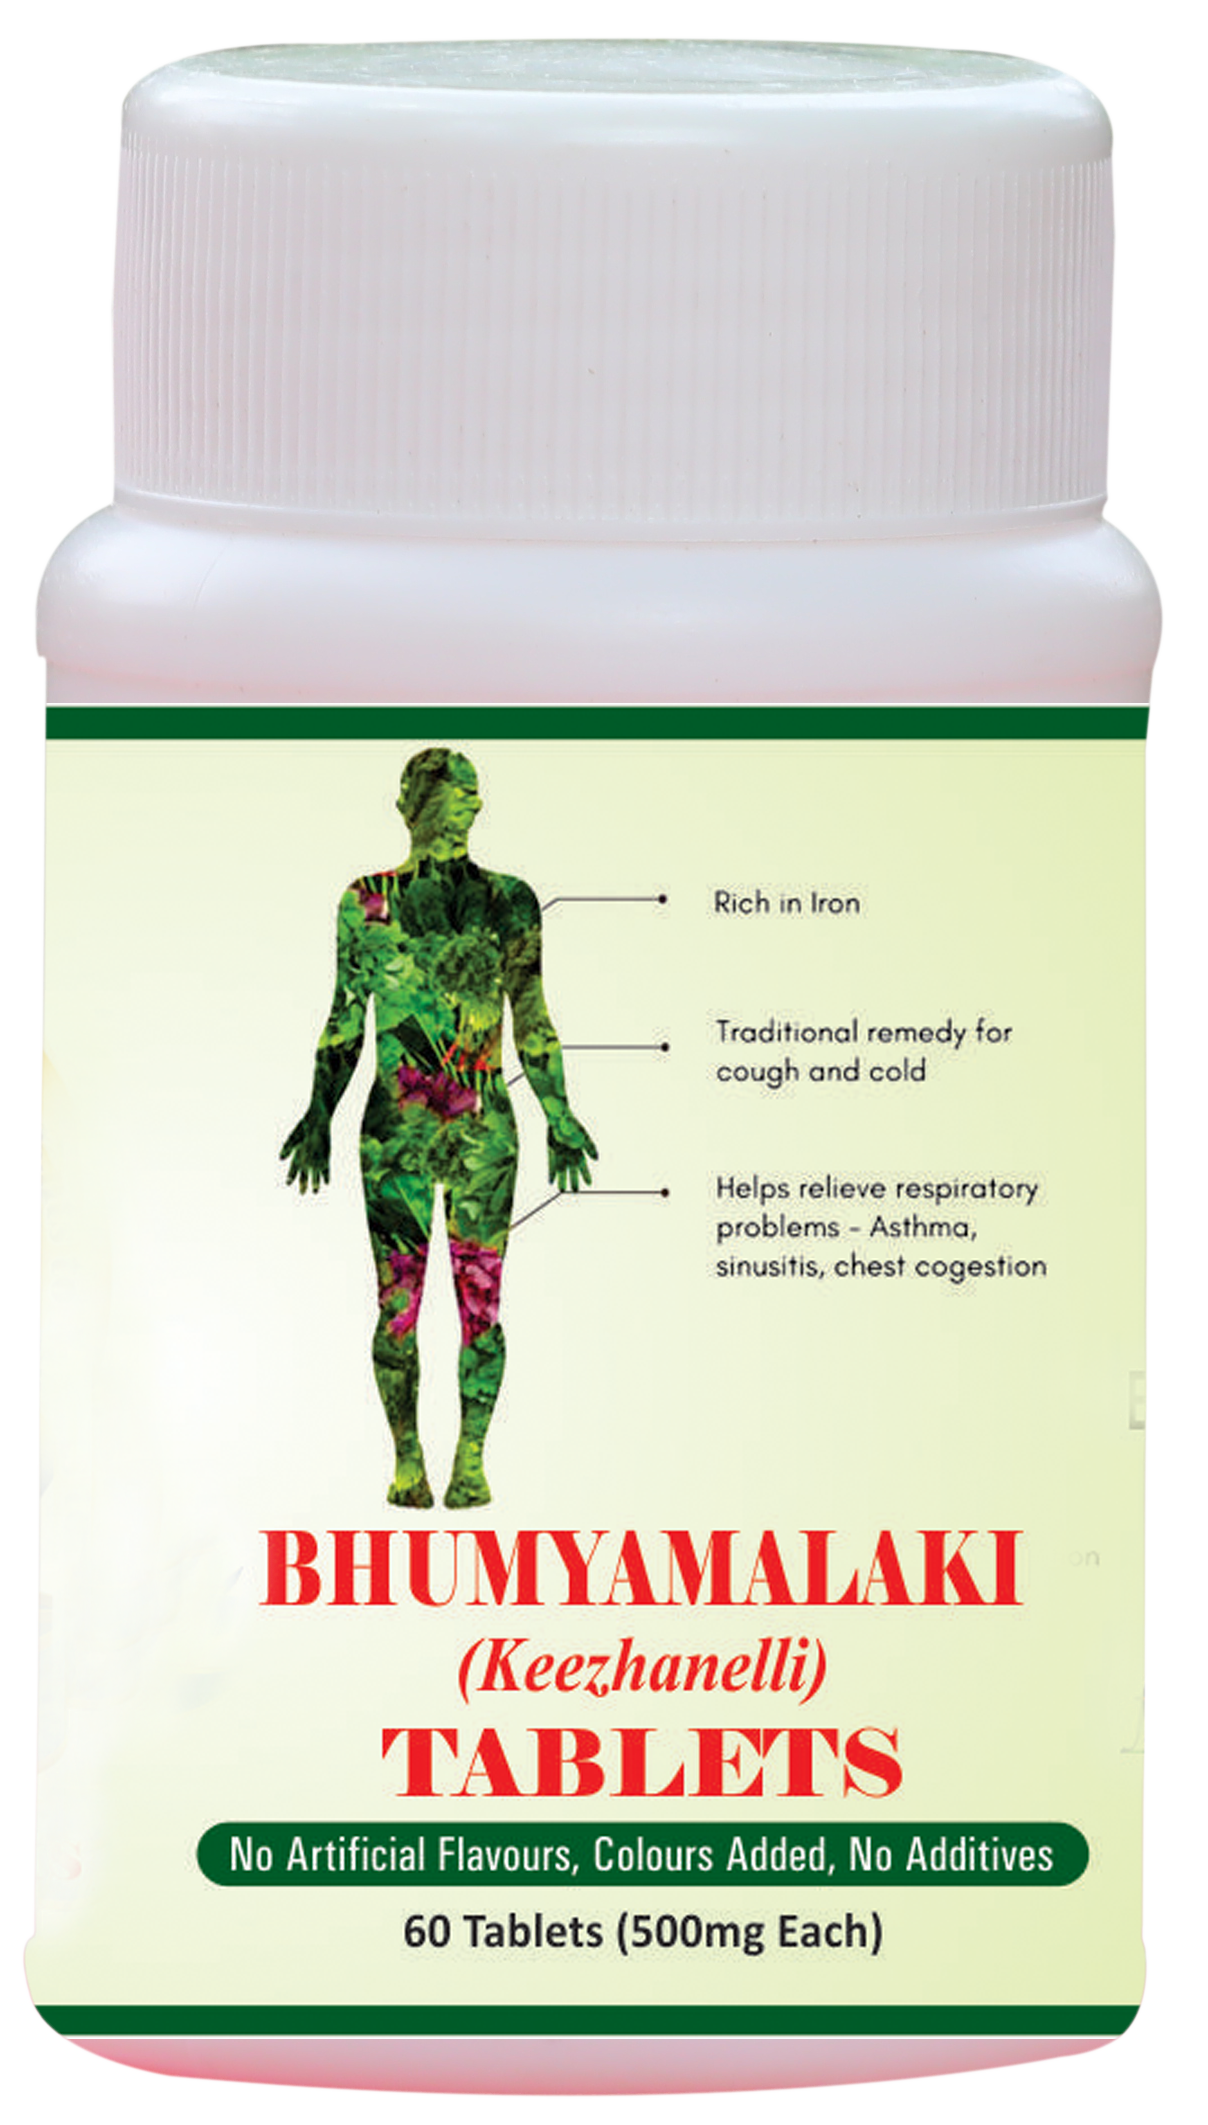 Rich in Iron
Traditional remedy for
cough and cold
Helps relieve respiratory
problems - Asthma,
sinusitis, chest cogestion
BHUMYAMALAKI
(Keezhanelli)
TABLETS
No Artificial Flavours, Colours Added, No Additives
60 Tablets (500mg Each)